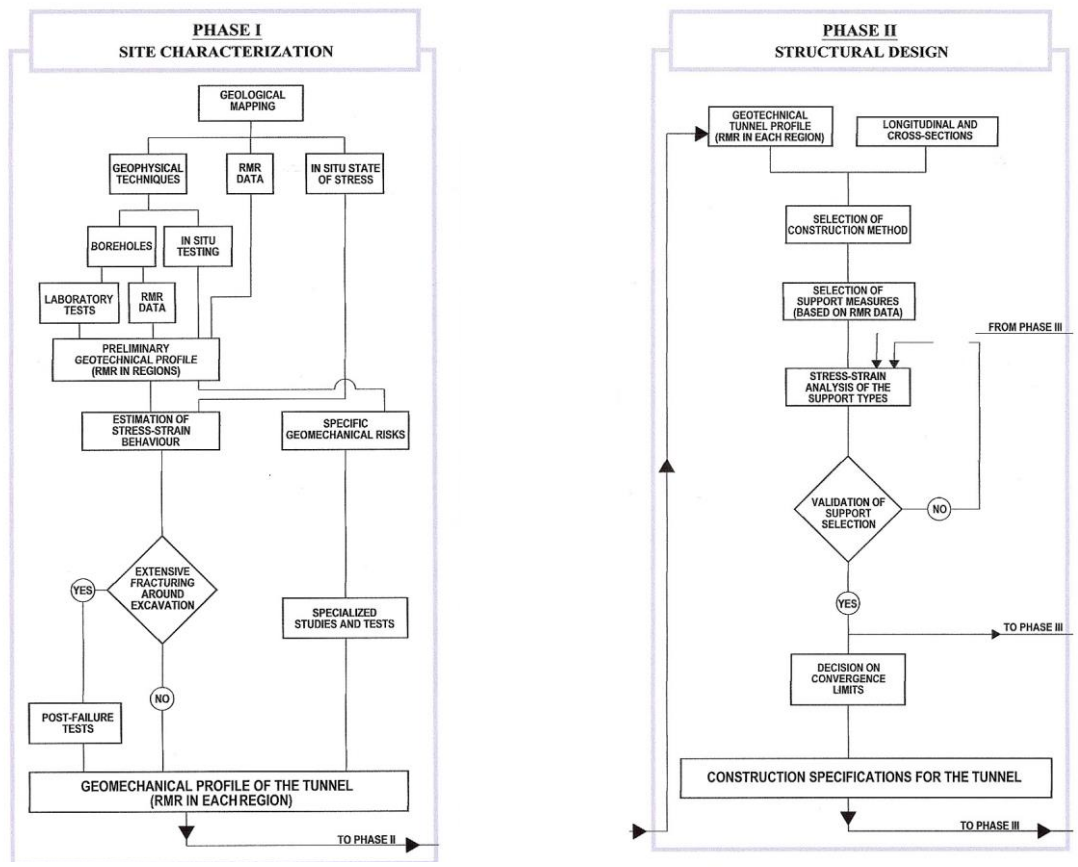 PHASE I
SITE CHARACTERIZATION
GEOLOGICAL
MAPPING
GEOPHYSICAL
TECHNIQUES
RMR
DATA
IN SITU STATE
OF STRESS
BOREHOLES
IN SITU
TESTING
LABORATORY
TESTS
RMR
DATA
PRELIMINARY
GEOTECHNICAL PROFILE
(RMR IN REGIONS)
ESTIMATION OF
STRESS-STRAIN
BEHAVIOUR
SPECIFIC
GEOMECHANICAL RISKS
EXTENSIVE
FRACTURING
AROUND
EXCAVATION
YES
SPECIALIZED
STUDIES AND TESTS
NO
POST-FAILURE
TESTS
GEOMECHANICAL PROFILE OF THE TUNNEL
(RMR IN EACH REGION)
TO PHASE II
PHASE II
STRUCTURAL DESIGN
GEOTECHNICAL
TUNNEL PROFILE
(RMR IN EACH REGION)
LONGITUDINAL AND
CROSS-SECTIONS
SELECTION OF
CONSTRUCTION METHOD
SELECTION OF
SUPPORT MEASURES
(BASED ON RMR DATA)
FROM PHASE III
STRESS-STRAIN
ANALYSIS OF THE
SUPPORT TYPES
VALIDATION OF
SUPPORT
SELECTION
NO
YES
TO PHASE III
DECISION ON
CONVERGENCE
LIMITS
CONSTRUCTION SPECIFICATIONS FOR THE TUNNEL
TO PHASE III